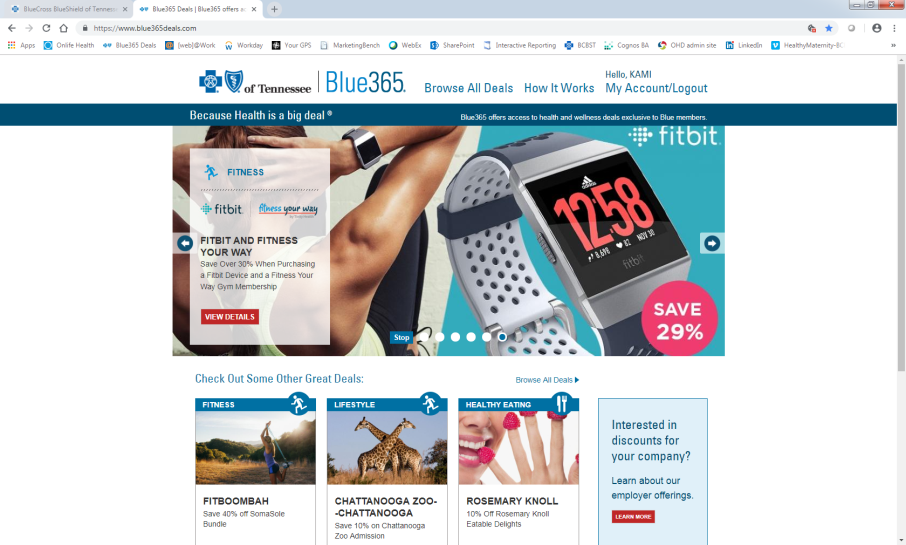 BlueCross BlueShield of Tenness
Blue365 Deals | Blue365 offers ac
https://www.blue365deals.com
Apps Onlife Health Blue365 Deals [web]@Work Workday Your GPS MarketingBench WebEx SharePoint Interactive Reporting BCBST Cognos BA OHD admin site LinkedIn HealthyMaternity-BC
of Tennessee Blue365®
Hello, KAMI
Browse All Deals How It Works My Account/Logout
Because Health is a big deal ®
Blue365 offers access to health and wellness deals exclusive to Blue members.
fitbit
FITNESS
fitbit fitness your way
FITBIT AND FITNESS
YOUR WAY
Save Over 30% When Purchasing
a Fitbit Device and a Fitness Your
Way Gym Membership
VIEW DETAILS
adidas
12:58
8,698 82 NOV 30
fitbit
SAVE
29%
Stop
Check Out Some Other Great Deals:
Browse All Deals
FITNESS
FITBOOMBAH
Save 40% off SomaSole
Bundle
LIFESTYLE
CHATTANOOGA ZOO-
-CHATTANOOGA
Save 10% on Chattanooga
Zoo Admission
HEALTHY EATING
ROSEMARY KNOLL
10% Off Rosemary Knoll
Eatable Delights
Interested in
discounts for
your company?
Learn about our
employer offerings.
LEARN MORE